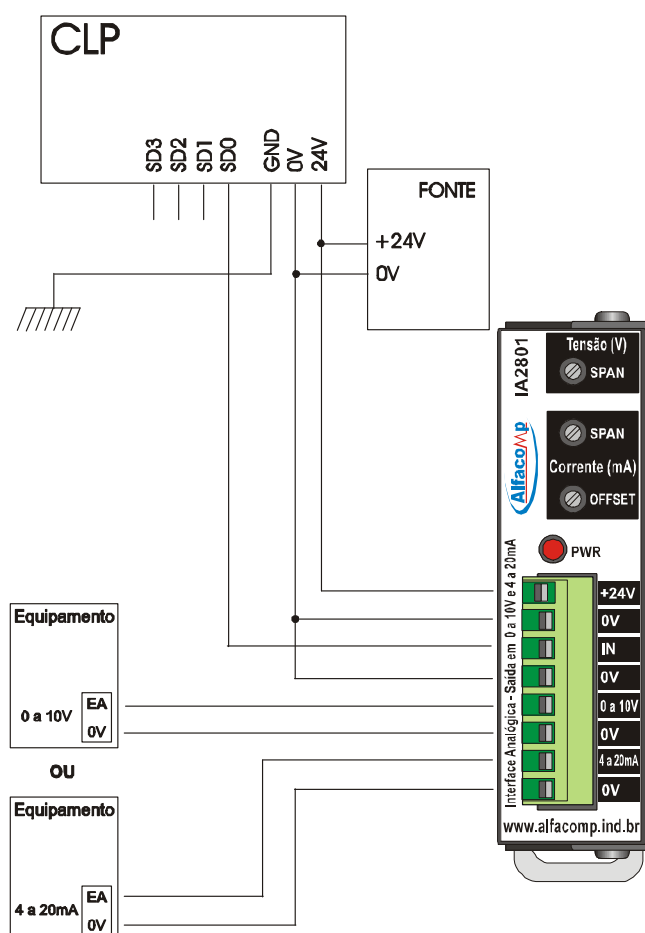 CLP
SD3
SD2
SD1
SD0
GND
0V
24V
FONTE
+24V
0V
IA2801
Tensão (V)
SPAN
Alfacomp
SPAN
Corrente (mA)
OFFSET
PWR
Interface Analógica - Saída em 0 a 10V e 4 a 20mA
+24V
0V
IN
0V
0 a 10V
0V
4 a 20mA
0V
www.alfacomp.ind.br
Equipamento
0 a 10V
EA
0V
OU
Equipamento
4 a 20mA
EA
0V